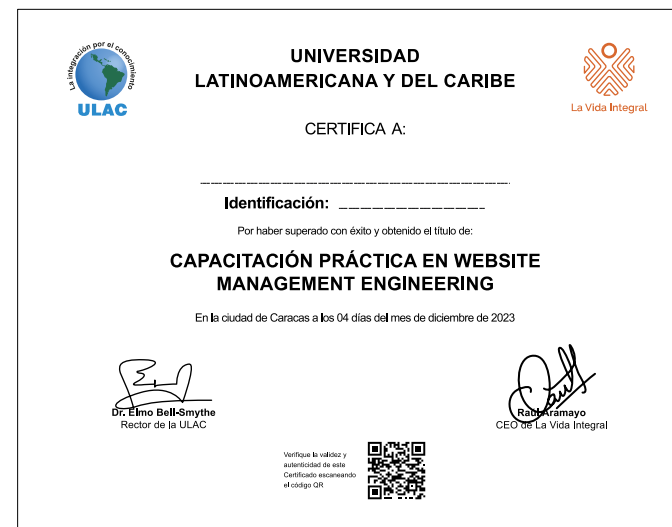 La integración por el conocimiento
ULAC
UNIVERSIDAD
LATINOAMERICANA Y DEL CARIBE
La Vida Integral
CERTIFICA A:
Identificación:
Por haber superado con éxito y obtenido el título de:
CAPACITACIÓN PRÁCTICA EN WEBSITE
MANAGEMENT ENGINEERING
En la ciudad de Caracas a los 04 días del mes de diciembre de 2023
Dr. Elmo Bell-Smythe
Rector de la ULAC
Raúl Aramayo
CEO de La Vida Integral
Verifique la validez y
autenticidad de este
Certificado escaneando
el código QR